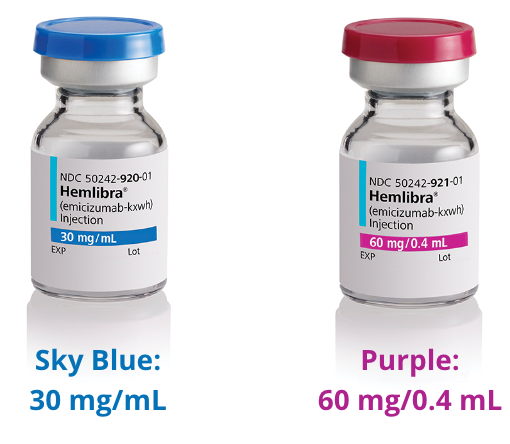 NDC 50242-920-01
Hemlibra®
(emicizumab-kxwh)
Injection
30 mg/mL
EXP Lot
Sky Blue:
30 mg/mL
NDC 50242-921-01
Hemlibra®
(emicizumab-kxwh)
Injection
60 mg/0.4 mL
EXP Lot
Purple:
60 mg/0.4 mL